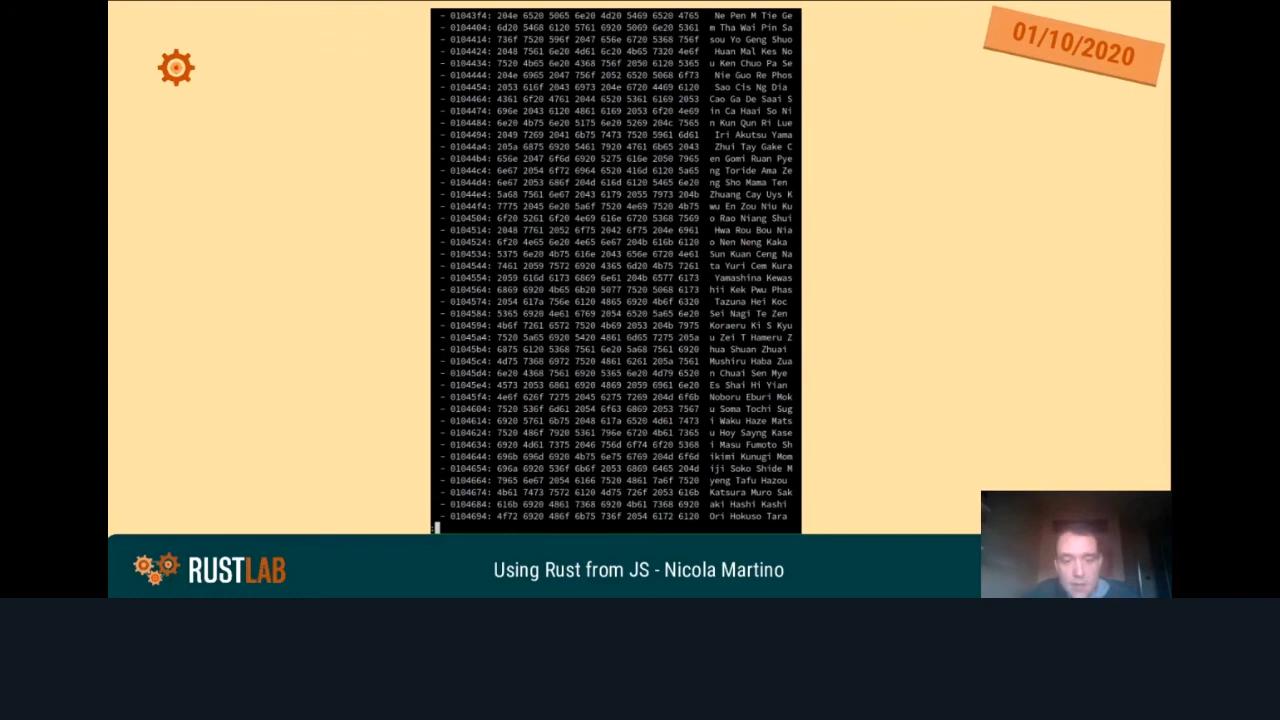 01/10/2020
- 01043f4: 204e 6520 5065 6e20 4d20 5469 6520 4765   Ne Pen M Tie Ge
- 0104404: 6d20 5468 6120 5761 6920 5069 6e20 5361  m Tha Wai Pin Sa
- 0104414: 736f 7520 596f 2047 656e 6720 5368 756f  sou Yo Geng Shuo
- 0104424: 2048 7561 6e20 4d61 6c20 4b65 7320 4e6f   Huan Mal Kes No
- 0104434: 7520 4b65 6e20 4368 756f 2050 6120 5365  u Ken Chuo Pa Se
- 0104444: 204e 6965 2047 756f 2052 6520 5068 6f73   Nie Guo Re Phos
- 0104454: 2053 616f 2043 6973 204e 6720 4469 6120   Sao Cis Ng Dia
- 0104464: 4361 6f20 4761 2044 6520 5361 6169 2053  Cao Ga De Saai S
- 0104474: 696e 2043 6120 4861 6169 2053 6f20 4e69  in Ca Haai So Ni
- 0104484: 6e20 4b75 6e20 5175 6e20 5269 204c 7565  n Kun Qun Ri Lue
- 0104494: 2049 7269 2041 6b75 7473 7520 5961 6d61   Iri Akutsu Yama
- 01044a4: 205a 6875 6920 5461 7920 4761 6b65 2043   Zhui Tay Gake C
- 01044b4: 656e 2047 6f6d 6920 5275 616e 2050 7965  en Gomi Ruan Pye
- 01044c4: 6e67 2054 6f72 6964 6520 416d 6120 5a65  ng Toride Ama Ze
- 01044d4: 6e67 2053 686f 204d 616d 6120 5465 6e20  ng Sho Mama Ten
- 01044e4: 5a68 7561 6e67 2043 6179 2055 7973 204b  Zhuang Cay Uys K
- 01044f4: 7775 2045 6e20 5a6f 7520 4e69 7520 4b75  wu En Zou Niu Ku
- 0104504: 6f20 5261 6f20 4e69 616e 6720 5368 7569  o Rao Niang Shui
- 0104514: 2048 7761 2052 6f75 2042 6f75 204e 6961   Hwa Rou Bou Nia
- 0104524: 6f20 4e65 6e20 4e65 6e67 204b 616b 6120  o Nen Neng Kaka
- 0104534: 5375 6e20 4b75 616e 2043 656e 6720 4e61  Sun Kuan Ceng Na
- 0104544: 7461 2059 7572 6920 4365 6d20 4b75 7261  ta Yuri Cem Kura
- 0104554: 2059 616d 6173 6869 6e61 204b 6577 6173   Yamashina Kewas
- 0104564: 6869 6920 4b65 6b20 5077 7520 5068 6173  hii Kek Pwu Phas
- 0104574: 2054 617a 756e 6120 4865 6920 4b6f 6320   Tazuna Hei Koc
- 0104584: 5365 6920 4e61 6769 2054 6520 5a65 6e20  Sei Nagi Te Zen
- 0104594: 4b6f 7261 6572 7520 4b69 2053 204b 7975  Koraeru Ki S Kyu
- 01045a4: 7520 5a65 6920 5420 4861 6d65 7275 205a  u Zei T Hameru Z
- 01045b4: 6875 6120 5368 7561 6e20 5a68 7561 6920  hua Shuan Zhuai
- 01045c4: 4d75 7368 6972 7520 4861 6261 205a 7561  Mushiru Haba Zua
- 01045d4: 6e20 4368 7561 6920 5365 6e20 4d79 6520  n Chuai Sen Mye
- 01045e4: 4573 2053 6861 6920 4869 2059 6961 6e20  Es Shai Hi Yian
- 01045f4: 4e6f 626f 7275 2045 6275 7269 204d 6f6b  Noboru Eburi Mok
- 0104604: 7520 536f 6d61 2054 6f63 6869 2053 7567  u Soma Tochi Sug
- 0104614: 6920 5761 6b75 2048 617a 6520 4d61 7473  i Waku Haze Mats
- 0104624: 7520 486f 7920 5361 796e 6720 4b61 7365  u Hoy Sayng Kase
- 0104634: 6920 4d61 7375 2046 756d 6f74 6f20 5368  i Masu Fumoto Sh
- 0104644: 696b 696d 6920 4b75 6e75 6769 204d 6f6d  ikimi Kunugi Mom
- 0104654: 696a 6920 536f 6b6f 2053 6869 6465 204d  iji Soko Shide M
- 0104664: 7965 6e67 2054 6166 7520 4861 7a6f 7520  yeng Tafu Hazou
- 0104674: 4b61 7473 7572 6120 4d75 726f 2053 616b  Katsura Muro Sak
- 0104684: 616b 6920 4861 7368 6920 4b61 7368 6920  aki Hashi Kashi
- 0104694: 4f72 6920 486f 6b75 736f 2054 6172 6120  Ori Hokuso Tara
:
RUSTLAB
Using Rust from JS - Nicola Martino